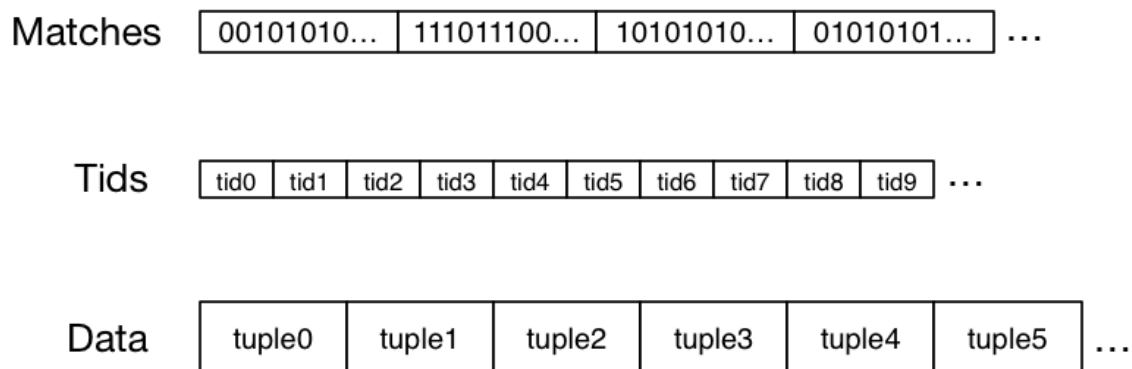 Matches 00101010... 111011100... 10101010... 01010101... ...
Tids tid0 tid1 tid2 tid3 tid4 tid5 tid6 tid7 tid8 tid9 ...
Data tuple0 tuple1 tuple2 tuple3 tuple4 tuple5 ...